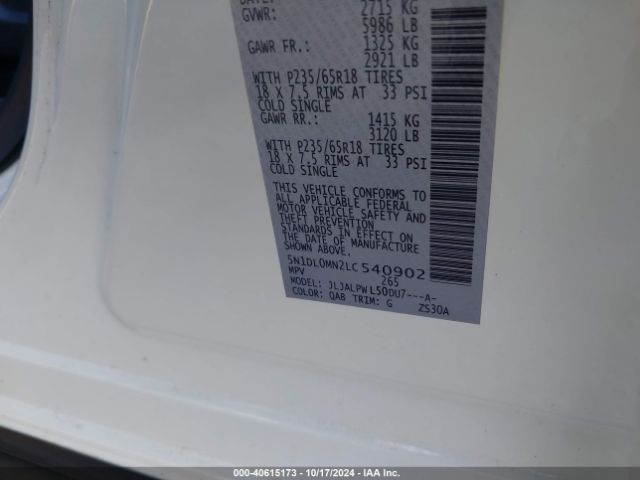 GVWR: 2715 KG
5986 LB
GAWR FR.: 1325 KG
2921 LB
WITH P235/65R18 TIRES
18 X 7.5 RIMS AT 33 PSI
COLD SINGLE
GAWR RR.: 1415 KG
3120 LB
WITH P235/65R18 TIRES
18 X 7.5 RIMS AT 33 PSI
COLD SINGLE
THIS VEHICLE CONFORMS TO
ALL APPLICABLE FEDERAL
MOTOR VEHICLE SAFETY AND
THEFT PREVENTION
STANDARDS IN EFFECT ON
THE DATE OF MANUFACTURE
SHOWN ABOVE.
5N1DL0MN2LC540902
MPV 265
MODEL: JLJALPWL50DU7---A-
COLOR: QAB TRIM: G ZS30A
000-40615173 - 10/17/2024 - IAA Inc.